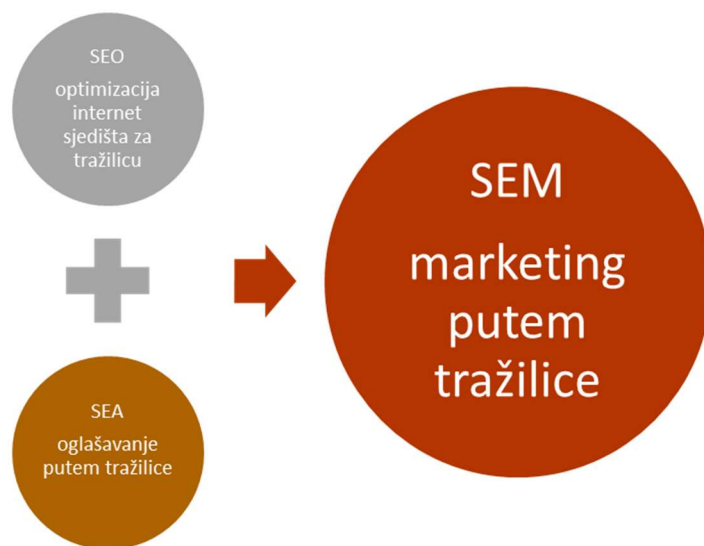 SEO
optimizacija
internet
sjedišta za
tražilicu
SEA
oglašavanje
putem tražilice
SEM
marketing
putem
tražilice